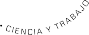 • CIENCIA Y TRABAJO